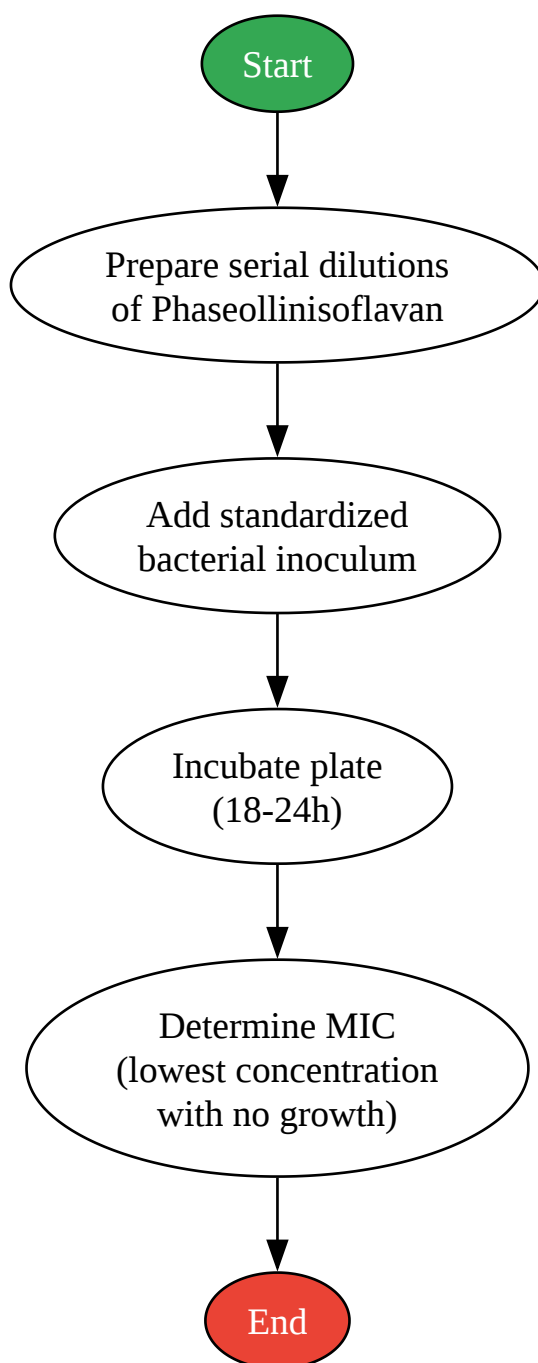 Start
Prepare serial dilutions
of Phaseollinisoflavan
Add standardized
bacterial inoculum
Incubate plate
(18-24h)
Determine MIC
(lowest concentration
with no growth)
End